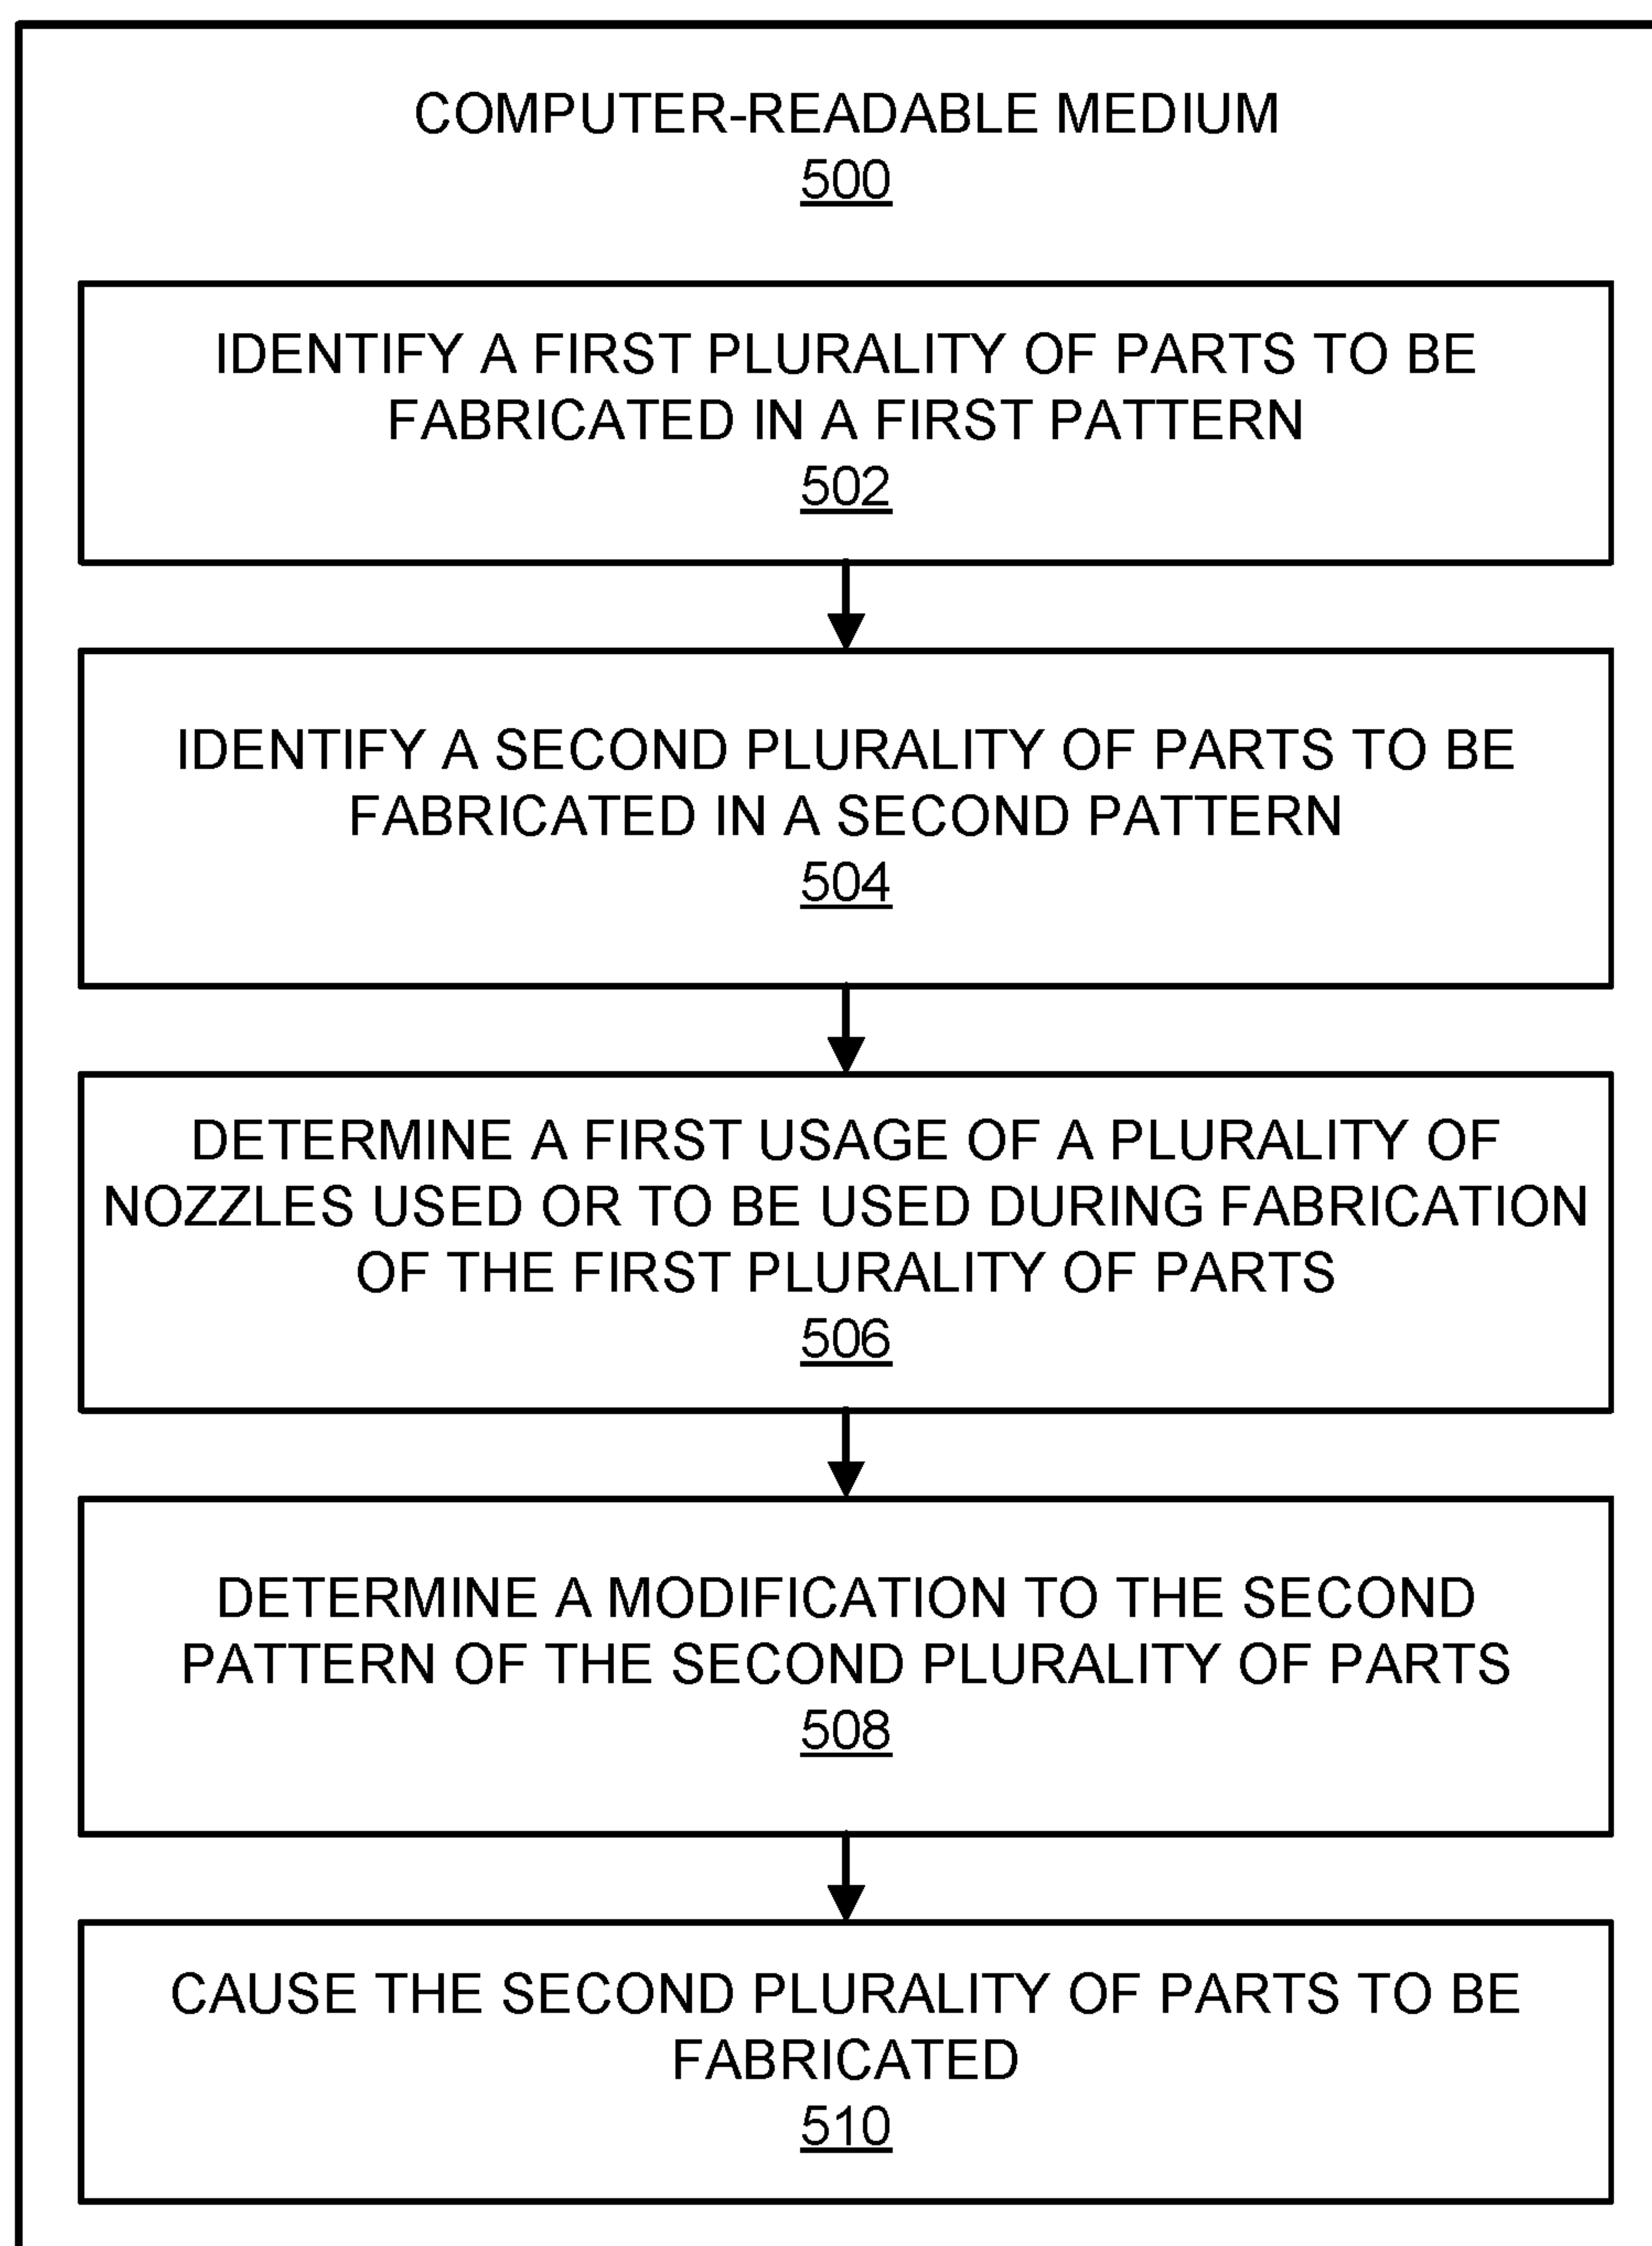 COMPUTER-READABLE MEDIUM
500
IDENTIFY A FIRST PLURALITY OF PARTS TO BE
FABRICATED IN A FIRST PATTERN
502
IDENTIFY A SECOND PLURALITY OF PARTS TO BE
FABRICATED IN A SECOND PATTERN
504
DETERMINE A FIRST USAGE OF A PLURALITY OF
NOZZLES USED OR TO BE USED DURING FABRICATION
OF THE FIRST PLURALITY OF PARTS
506
DETERMINE A MODIFICATION TO THE SECOND
PATTERN OF THE SECOND PLURALITY OF PARTS
508
CAUSE THE SECOND PLURALITY OF PARTS TO BE
FABRICATED
510